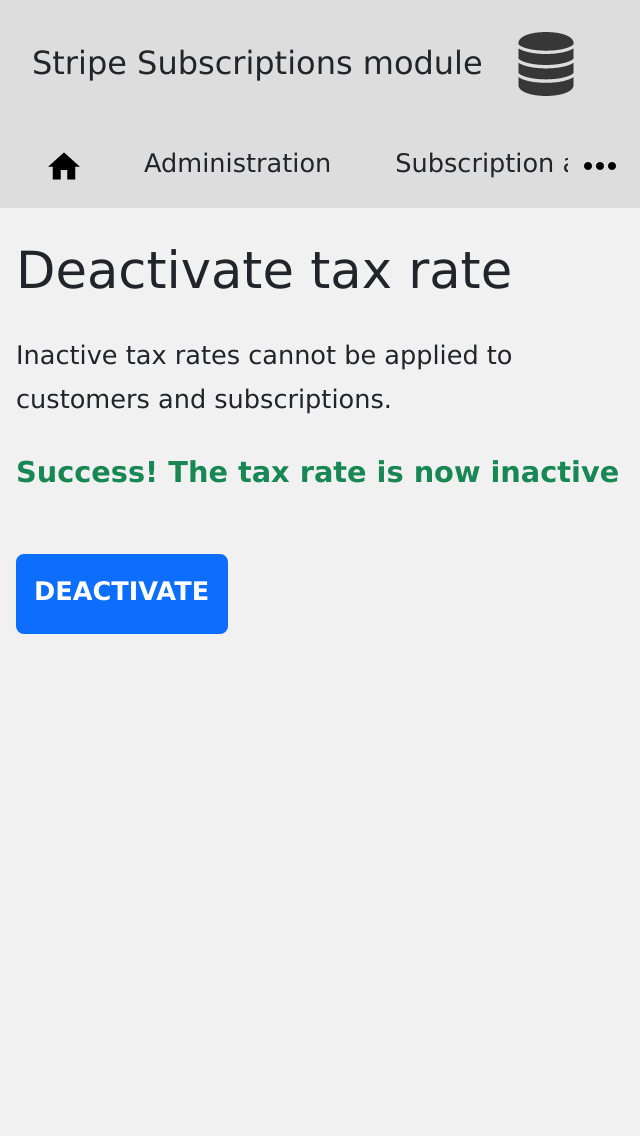 Stripe Subscriptions module
Administration
Subscription
Deactivate tax rate
Inactive tax rates cannot be applied to
customers and subscriptions.
Success! The tax rate is now inactive
DEACTIVATE